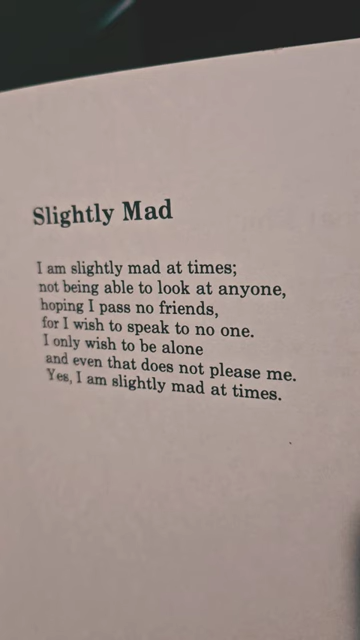 Slightly Mad
I am slightly mad at times;
not being able to look at anyone,
hoping I pass no friends,
for I wish to speak to no one.
I only wish to be alone
and even that does not please me.
Yes, I am slightly mad at times.